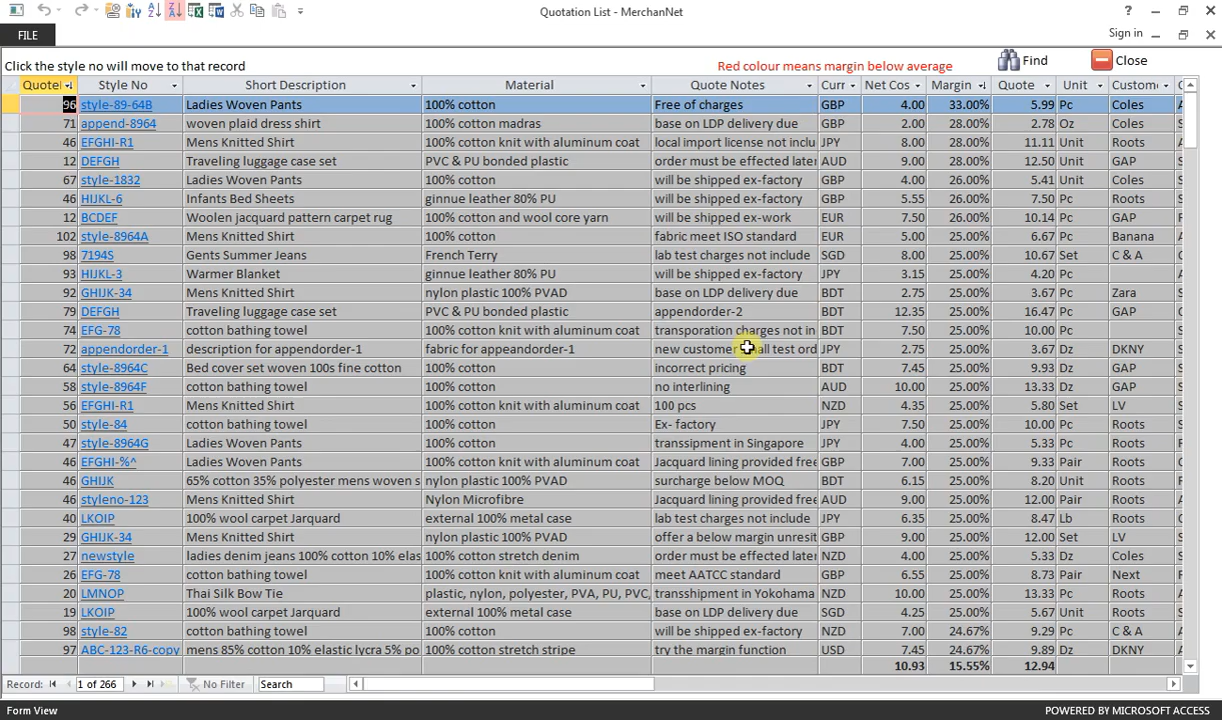 Quotation List - MerchanNet
FILE
Sign in
Click the style no will move to that record
Red colour means margin below average
Find
Close
Style No Short Description Material Quote Notes Curr Net Cos Margin Quote Unit Custom
96 style-89-64B Ladies Woven Pants 100% cotton Free of charges GBP 4.00 33.00% 5.99 Pc Coles
71 append-8964 woven plaid dress shirt 100% cotton madras base on LDP delivery due GBP 2.00 28.00% 2.78 Oz Coles
46 EFGHI-R1 Mens Knitted Shirt 100% cotton knit with aluminum coat local import license not inclu JPY 8.00 28.00% 11.11 Unit Roots
12 DEFGH Traveling luggage case set PVC & PU bonded plastic order must be effected later AUD 9.00 28.00% 12.50 Unit GAP
67 style-1832 Ladies Woven Pants 100% cotton will be shipped ex-factory GBP 4.00 26.00% 5.41 Unit Coles
46 HIJKL-6 Infants Bed Sheets ginnue leather 80% PU will be shipped ex-factory GBP 5.55 26.00% 7.50 Pc Roots
12 BCDEF Woolen jacquard pattern carpet rug 100% cotton and wool core yarn will be shipped ex-work EUR 7.50 26.00% 10.14 Pc GAP
102 style-8964A Mens Knitted Shirt 100% cotton fabric meet ISO standard EUR 5.00 25.00% 6.67 Pc Banana
98 7194S Gents Summer Jeans French Terry lab test charges not include SGD 8.00 25.00% 10.67 Set C & A
93 HIJKL-3 Warmer Blanket ginnue leather 80% PU will be shipped ex-factory JPY 3.15 25.00% 4.20 Pc
92 GHIJK-34 Mens Knitted Shirt nylon plastic 100% PVAD base on LDP delivery due BDT 2.75 25.00% 3.67 Pc Zara
79 DEFGH Traveling luggage case set PVC & PU bonded plastic appendorder-2 BDT 12.35 25.00% 16.47 Pc GAP
74 EFG-78 cotton bathing towel 100% cotton knit with aluminum coat transporation charges not in BDT 7.50 25.00% 10.00 Pc
72 appendorder-1 description for appendorder-1 fabric for appeandorder-1 new customer small test ord JPY 2.75 25.00% 3.67 Dz DKNY
64 style-8964C Bed cover set woven 100s fine cotton 100% cotton incorrect pricing BDT 7.45 25.00% 9.93 Dz GAP
58 style-8964F cotton bathing towel 100% cotton no interlining AUD 10.00 25.00% 13.33 Dz GAP
56 EFGHI-R1 Mens Knitted Shirt 100% cotton knit with aluminum coat 100 pcs NZD 4.35 25.00% 5.80 Set LV
50 style-84 cotton bathing towel 100% cotton Ex- factory JPY 7.50 25.00% 10.00 Pc Roots
47 style-8964G Ladies Woven Pants 100% cotton transsipment in Singapore JPY 4.00 25.00% 5.33 Pc Roots
46 EFGHI-%^ Ladies Woven Pants 100% cotton knit with aluminum coat Jacquard lining provided free GBP 7.00 25.00% 9.33 Pair Roots
46 GHIJK 65% cotton 35% polyester mens woven s nylon plastic 100% PVAD surcharge below MOQ BDT 6.15 25.00% 8.20 Unit Roots
46 styleno-123 Mens Knitted Shirt Nylon Microfibre Jacquard lining provided free AUD 9.00 25.00% 12.00 Pair Roots
40 LKOIP 100% wool carpet Jarquard external 100% metal case lab test charges not include JPY 6.35 25.00% 8.47 Lb Roots
29 GHIJK-34 Mens Knitted Shirt nylon plastic 100% PVAD offer a below margin unresit GBP 9.00 25.00% 12.00 Set LV
27 newstyle ladies denim jeans 100% cotton 10% elas 100% cotton stretch denim order must be effected later NZD 4.00 25.00% 5.33 Dz Coles
26 EFG-78 cotton bathing towel 100% cotton knit with aluminum coat meet AATCC standard GBP 6.55 25.00% 8.73 Pair Next
20 LMNOP Thai Silk Bow Tie plastic, nylon, polyester, PVA, PU, PVC, transshipment in Yokohama NZD 10.00 25.00% 13.33 Pc Roots
19 LKOIP 100% wool carpet Jarquard external 100% metal case base on LDP delivery due SGD 4.25 25.00% 5.67 Unit Roots
98 style-82 cotton bathing towel 100% cotton will be shipped ex-factory NZD 7.00 24.67% 9.29 Pc C & A
97 ABC-123-R6-copy mens 85% cotton 10% elastic lycra 5% po 100% cotton stretch stripe try the margin function USD 7.45 24.67% 9.89 Dz DKNY
10.93 15.55% 12.94
Record: 1 of 266 No Filter Search
Form View
POWERED BY MICROSOFT ACCESS